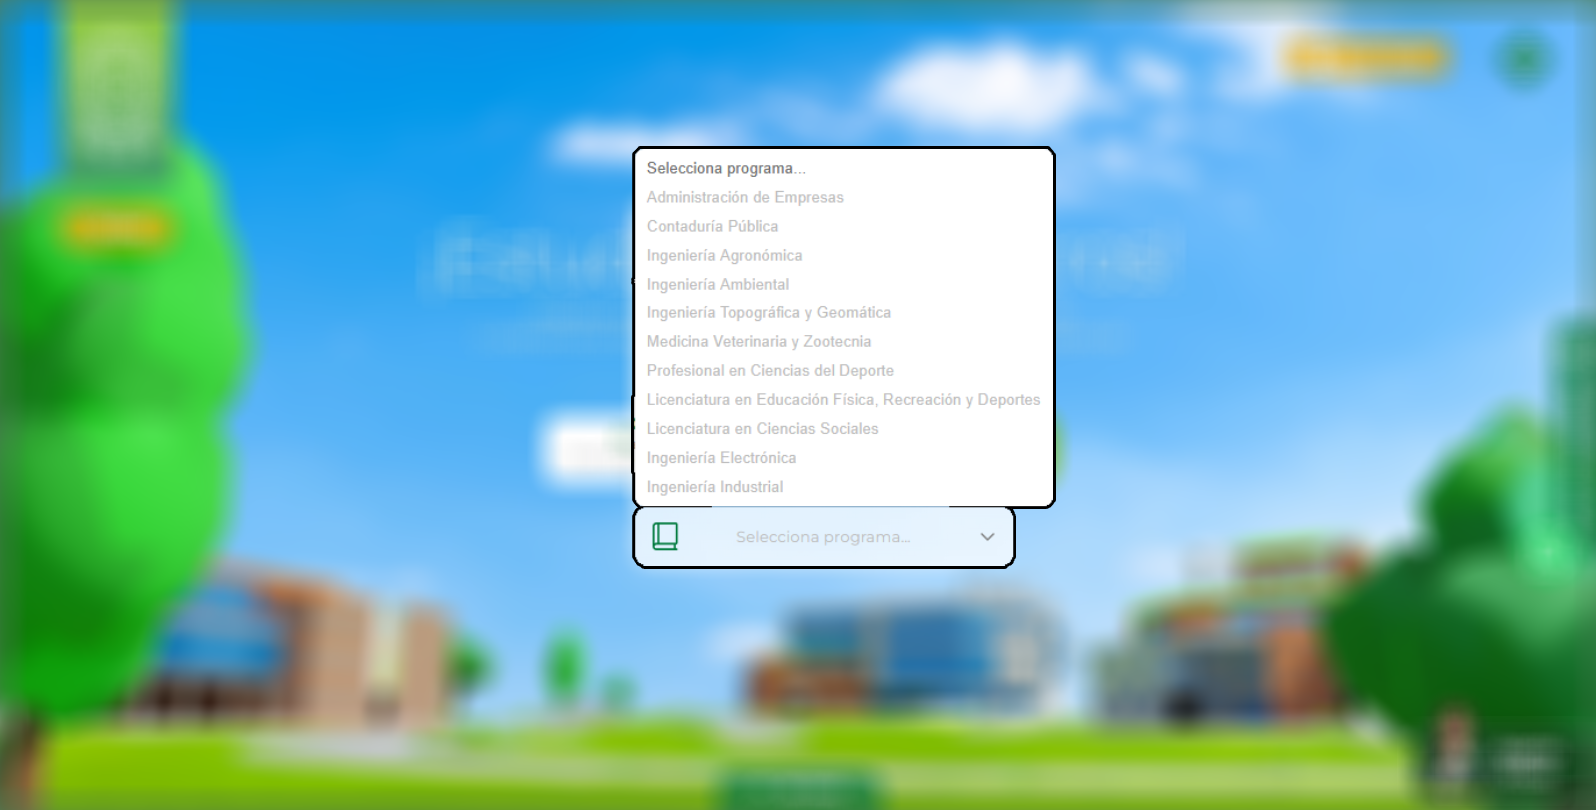 Selecciona programa...
Administración de Empresas
Contaduría Pública
Ingeniería Agronómica
Ingeniería Ambiental
Ingeniería Topográfica y Geomática
Medicina Veterinaria y Zootecnia
Profesional en Ciencias del Deporte
Licenciatura en Educación Física, Recreación y Deportes
Licenciatura en Ciencias Sociales
Ingeniería Electrónica
Ingeniería Industrial
Selecciona programa...